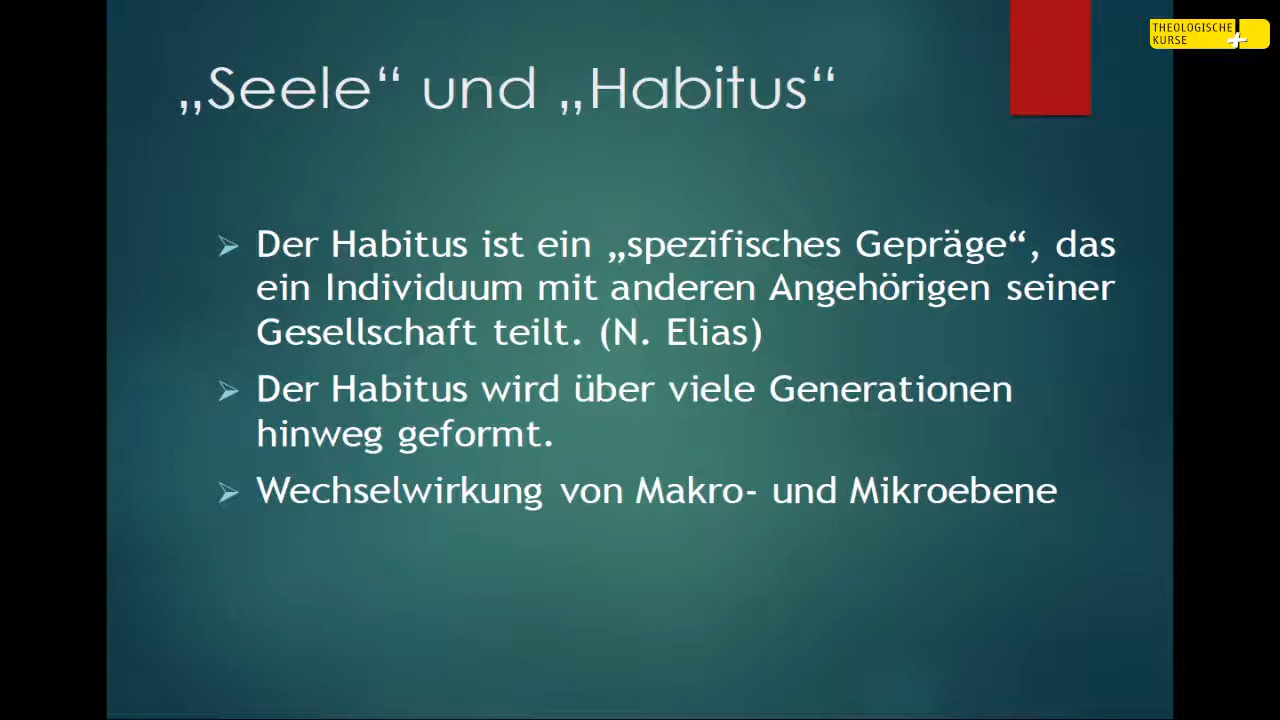 „Seele“ und „Habitus“
THEOLOGISCHE
KURSE
Der Habitus ist ein „spezifisches Gepräge“, das
ein Individuum mit anderen Angehörigen seiner
Gesellschaft teilt. (N. Elias)
Der Habitus wird über viele Generationen
hinweg geformt.
Wechselwirkung von Makro- und Mikroebene